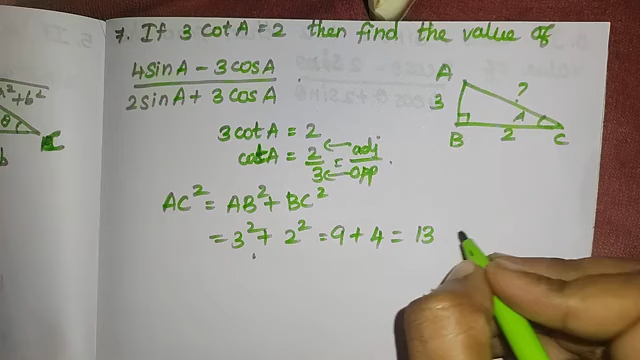 7. If 3 cot A = 2 then find the value of
4 sin A - 3 cos A
2 sin A + 3 cos A
A
3
?
A
B
2
C
θ
b
3 cot A = 2
cot A = 2/3 = adj/opp.
AC² = AB² + BC²
= 3² + 2² = 9 + 4 = 13